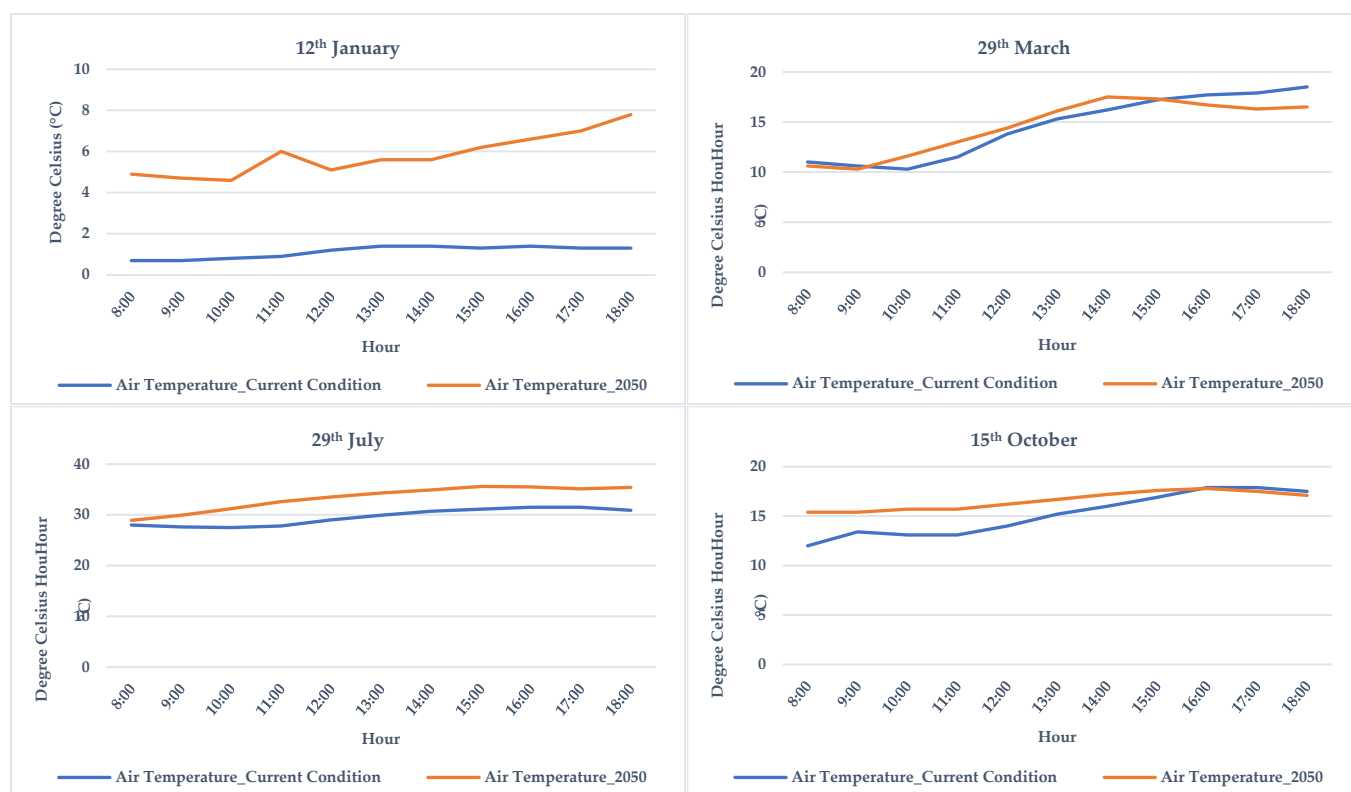 12th January
Degree Celsius (°C)
10
8
6
4
2
0
8:00 9:00 10:00 11:00 12:00 13:00 14:00 15:00 16:00 17:00 18:00
Hour
Air Temperature_Current Condition Air Temperature_2050
29th March
Degree Celsius HouHour
°C)
20
15
10
5
0
8:00 9:00 10:00 11:00 12:00 13:00 14:00 15:00 16:00 17:00 18:00
Hour
Air Temperature_Current Condition Air Temperature_2050
29th July
Degree Celsius HouHour
°C)
40
30
20
10
0
8:00 9:00 10:00 11:00 12:00 13:00 14:00 15:00 16:00 17:00 18:00
Hour
Air Temperature_Current Condition Air Temperature_2050
15th October
Degree Celsius HouHour
°C)
20
15
10
5
0
8:00 9:00 10:00 11:00 12:00 13:00 14:00 15:00 16:00 17:00 18:00
Hour
Air Temperature_Current Condition Air Temperature_2050